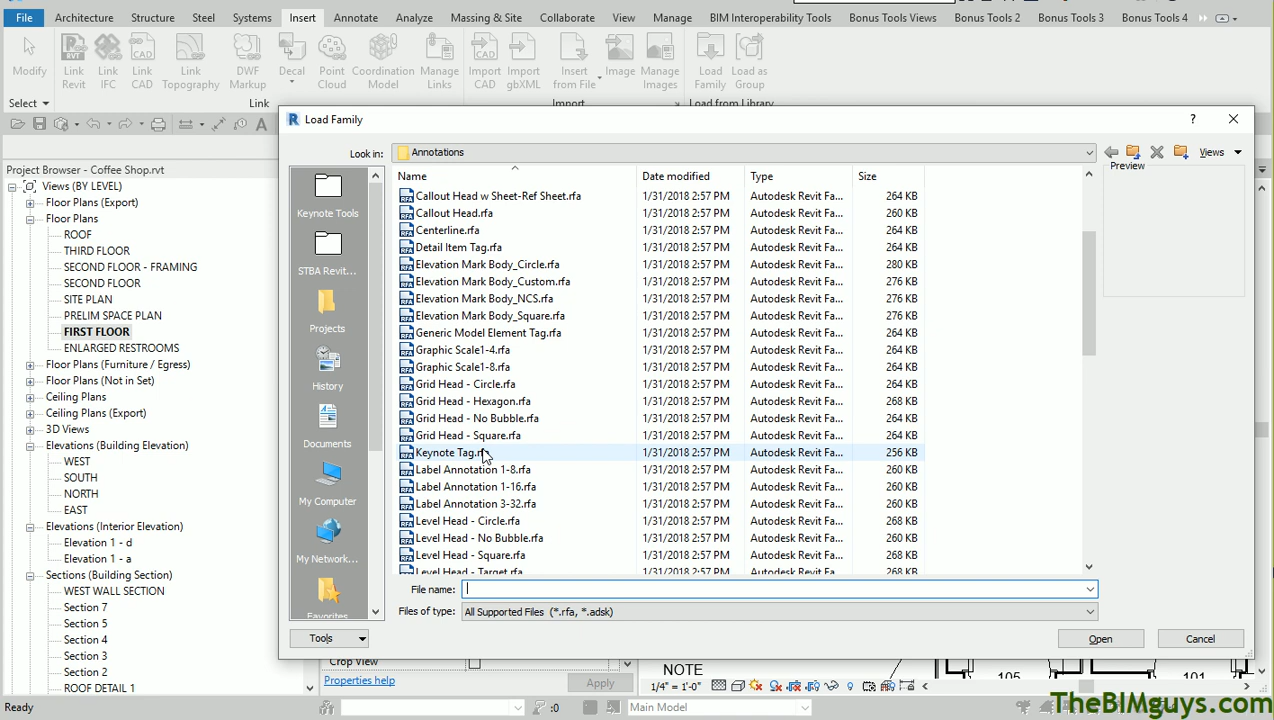 File Architecture Structure Steel Systems Insert Annotate Analyze Massing & Site Collaborate View Manage BIM Interoperability Tools Bonus Tools Views Bonus Tools 2 Bonus Tools 3 Bonus Tools 4
Modify Link Revit Link IFC Link CAD Link Topography DWF Markup Decal Point Cloud Coordination Model Manage Links Import CAD Import gbXML Insert from File Image Manage Images Load Family Load as Group
Select Link Import Load from Library
Load Family
Project Browser - Coffee Shop.rvt
Views (BY LEVEL)
Floor Plans (Export)
Floor Plans
ROOF
THIRD FLOOR
SECOND FLOOR - FRAMING
SECOND FLOOR
SITE PLAN
PRELIM SPACE PLAN
FIRST FLOOR
ENLARGED RESTROOMS
Floor Plans (Furniture / Egress)
Floor Plans (Not in Set)
Ceiling Plans
Ceiling Plans (Export)
3D Views
Elevations (Building Elevation)
WEST
SOUTH
NORTH
EAST
Elevations (Interior Elevation)
Elevation 1 - d
Elevation 1 - a
Sections (Building Section)
WEST WALL SECTION
Section 7
Section 5
Section 4
Section 3
Section 2
ROOF DETAIL 1
Look in: Annotations Views
Keynote Tools
STBA Revit...
Projects
History
Documents
My Computer
My Network...
Favorites
Name Date modified Type Size
Callout Head w Sheet-Ref Sheet.rfa 1/31/2018 2:57 PM Autodesk Revit Fa... 264 KB
Callout Head.rfa 1/31/2018 2:57 PM Autodesk Revit Fa... 260 KB
Centerline.rfa 1/31/2018 2:57 PM Autodesk Revit Fa... 264 KB
Detail Item Tag.rfa 1/31/2018 2:57 PM Autodesk Revit Fa... 264 KB
Elevation Mark Body_Circle.rfa 1/31/2018 2:57 PM Autodesk Revit Fa... 280 KB
Elevation Mark Body_Custom.rfa 1/31/2018 2:57 PM Autodesk Revit Fa... 276 KB
Elevation Mark Body_NCS.rfa 1/31/2018 2:57 PM Autodesk Revit Fa... 276 KB
Elevation Mark Body_Square.rfa 1/31/2018 2:57 PM Autodesk Revit Fa... 276 KB
Generic Model Element Tag.rfa 1/31/2018 2:57 PM Autodesk Revit Fa... 264 KB
Graphic Scale1-4.rfa 1/31/2018 2:57 PM Autodesk Revit Fa... 264 KB
Graphic Scale1-8.rfa 1/31/2018 2:57 PM Autodesk Revit Fa... 264 KB
Grid Head - Circle.rfa 1/31/2018 2:57 PM Autodesk Revit Fa... 264 KB
Grid Head - Hexagon.rfa 1/31/2018 2:57 PM Autodesk Revit Fa... 268 KB
Grid Head - No Bubble.rfa 1/31/2018 2:57 PM Autodesk Revit Fa... 264 KB
Grid Head - Square.rfa 1/31/2018 2:57 PM Autodesk Revit Fa... 264 KB
Keynote Tag.rfa 1/31/2018 2:57 PM Autodesk Revit Fa... 256 KB
Label Annotation 1-8.rfa 1/31/2018 2:57 PM Autodesk Revit Fa... 260 KB
Label Annotation 1-16.rfa 1/31/2018 2:57 PM Autodesk Revit Fa... 260 KB
Label Annotation 3-32.rfa 1/31/2018 2:57 PM Autodesk Revit Fa... 260 KB
Level Head - Circle.rfa 1/31/2018 2:57 PM Autodesk Revit Fa... 268 KB
Level Head - No Bubble.rfa 1/31/2018 2:57 PM Autodesk Revit Fa... 260 KB
Level Head - Square.rfa 1/31/2018 2:57 PM Autodesk Revit Fa... 268 KB
Level Head - Target.rfa 1/31/2018 2:57 PM Autodesk Revit Fa... 268 KB
Preview
File name:
Files of type: All Supported Files (*.rfa, *.adsk)
Tools Open Cancel
Crop View
Properties help Apply
NOTE
105 101
1/4" = 1'-0"
Ready :0 Main Model
TheBIMguys.com